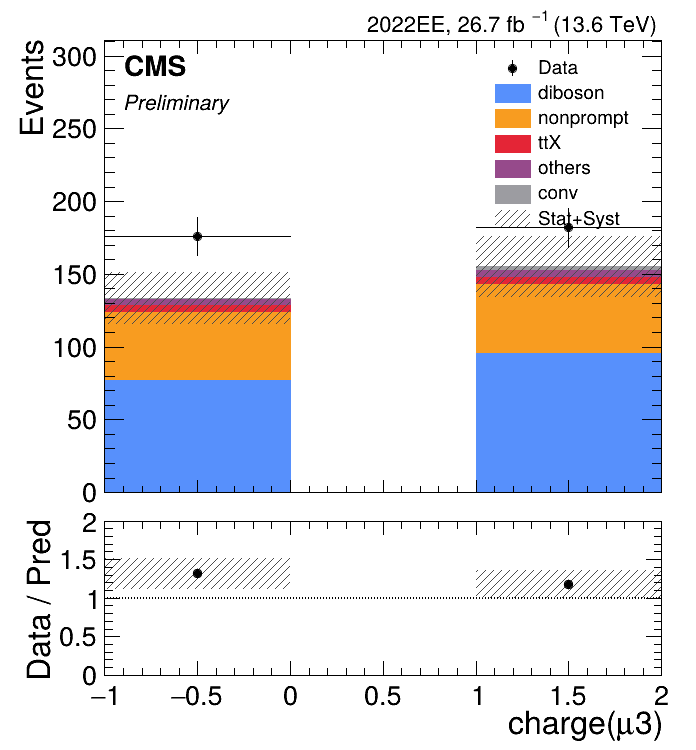 2022EE, 26.7 fb⁻¹ (13.6 TeV)
CMS
Preliminary
Data
diboson
nonprompt
ttX
others
conv
Stat+Syst
Events
300
250
200
150
100
50
0
Data / Pred
2
1.5
1
0.5
0
−1 −0.5 0 0.5 1 1.5 2
charge(μ3)